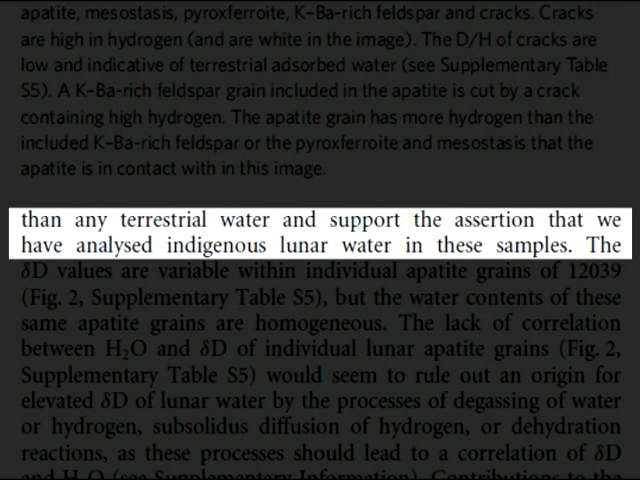 apatite, mesostasis, pyroxferroite, K–Ba-rich feldspar and cracks. Cracks
are high in hydrogen (and are white in the image). The D/H of cracks are
low and indicative of terrestrial adsorbed water (see Supplementary Table
S5). A K–Ba-rich feldspar grain included in the apatite is cut by a crack
containing high hydrogen. The apatite grain has more hydrogen than the
included K–Ba-rich feldspar or the pyroxferroite and mesostasis that the
apatite is in contact with in this image.
than any terrestrial water and support the assertion that we
have analysed indigenous lunar water in these samples. The
δD values are variable within individual apatite grains of 12039
(Fig. 2, Supplementary Table S5), but the water contents of these
same apatite grains are homogeneous. The lack of correlation
between H₂O and δD of individual lunar apatite grains (Fig. 2,
Supplementary Table S5) would seem to rule out an origin for
elevated δD of lunar water by the processes of degassing of water
or hydrogen, subsolidus diffusion of hydrogen, or dehydration
reactions, as these processes should lead to a correlation of δD
and H₂O (see Supplementary Information). Contributions to the